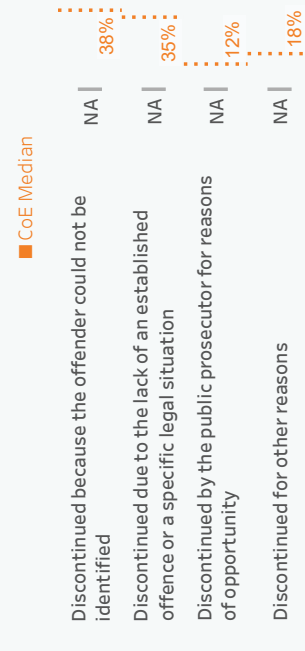 ■ CoE Median
Discontinued because the offender could not be
identified
NA
38%
Discontinued due to the lack of an established
offence or a specific legal situation
NA
35%
Discontinued by the public prosecutor for reasons
of opportunity
NA
12%
Discontinued for other reasons
NA
18%